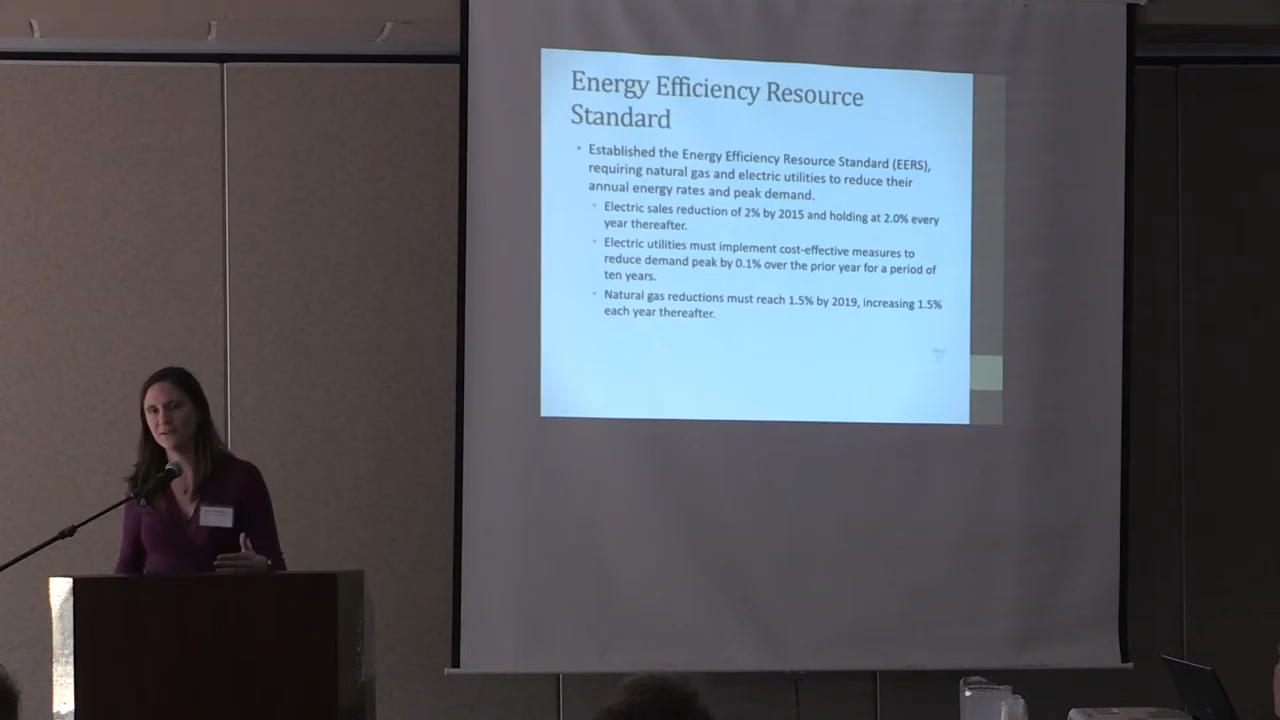 Energy Efficiency Resource
Standard
• Established the Energy Efficiency Resource Standard (EERS),
requiring natural gas and electric utilities to reduce their
annual energy rates and peak demand.
• Electric sales reduction of 2% by 2015 and holding at 2.0% every
year thereafter.
• Electric utilities must implement cost-effective measures to
reduce demand peak by 0.1% over the prior year for a period of
ten years.
• Natural gas reductions must reach 1.5% by 2019, increasing 1.5%
each year thereafter.